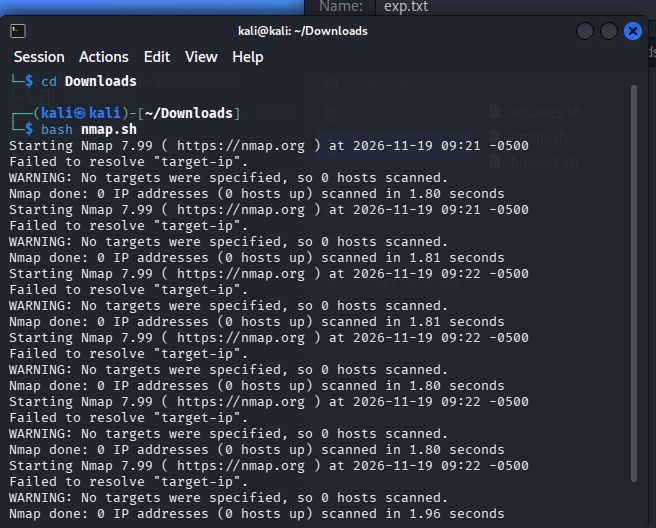 Name: exp.txt
kali@kali: ~/Downloads
Session Actions Edit View Help
└─$ cd Downloads
┌──(kali㉿kali)-[~/Downloads]
└─$ bash nmap.sh
Starting Nmap 7.99 ( https://nmap.org ) at 2026-11-19 09:21 -0500
Failed to resolve "target-ip".
WARNING: No targets were specified, so 0 hosts scanned.
Nmap done: 0 IP addresses (0 hosts up) scanned in 1.80 seconds
Starting Nmap 7.99 ( https://nmap.org ) at 2026-11-19 09:21 -0500
Failed to resolve "target-ip".
WARNING: No targets were specified, so 0 hosts scanned.
Nmap done: 0 IP addresses (0 hosts up) scanned in 1.81 seconds
Starting Nmap 7.99 ( https://nmap.org ) at 2026-11-19 09:22 -0500
Failed to resolve "target-ip".
WARNING: No targets were specified, so 0 hosts scanned.
Nmap done: 0 IP addresses (0 hosts up) scanned in 1.81 seconds
Starting Nmap 7.99 ( https://nmap.org ) at 2026-11-19 09:22 -0500
Failed to resolve "target-ip".
WARNING: No targets were specified, so 0 hosts scanned.
Nmap done: 0 IP addresses (0 hosts up) scanned in 1.80 seconds
Starting Nmap 7.99 ( https://nmap.org ) at 2026-11-19 09:22 -0500
Failed to resolve "target-ip".
WARNING: No targets were specified, so 0 hosts scanned.
Nmap done: 0 IP addresses (0 hosts up) scanned in 1.80 seconds
Starting Nmap 7.99 ( https://nmap.org ) at 2026-11-19 09:22 -0500
Failed to resolve "target-ip".
WARNING: No targets were specified, so 0 hosts scanned.
Nmap done: 0 IP addresses (0 hosts up) scanned in 1.96 seconds
squares.sh
nmap.sh
biggest.sh